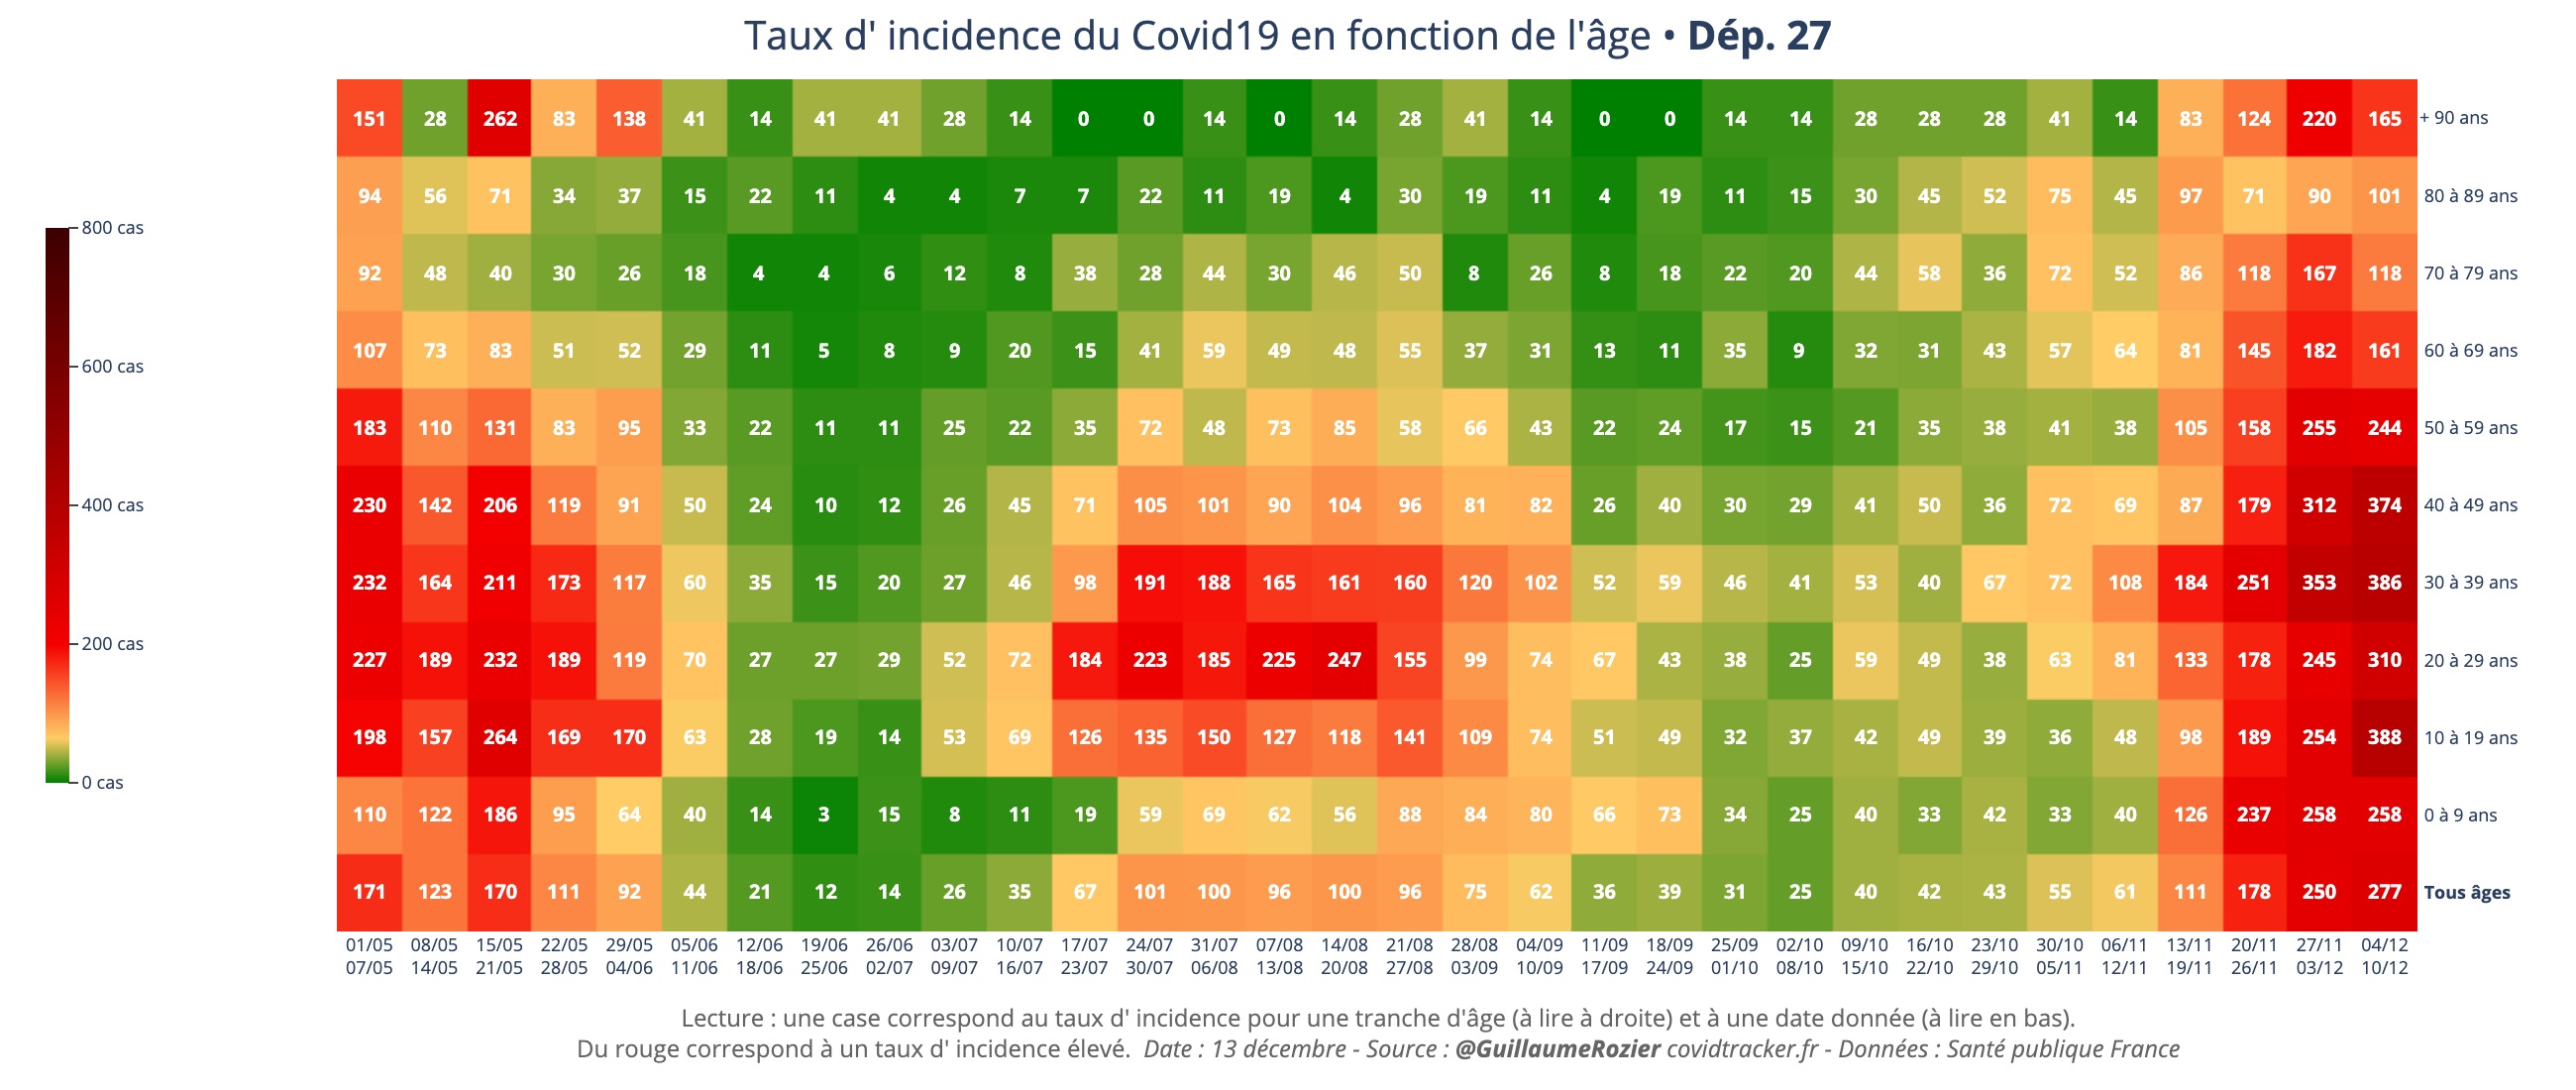 Taux d' incidence du Covid19 en fonction de l'âge • Dép. 27
151 28 262 83 138 41 14 41 41 28 14 0 0 14 0 14 28 41 14 0 0 14 14 28 28 28 41 14 83 124 220 165 + 90 ans
94 56 71 34 37 15 22 11 4 4 7 7 22 11 19 4 30 19 11 4 19 11 15 30 45 52 75 45 97 71 90 101 80 à 89 ans
800 cas
92 48 40 30 26 18 4 4 6 12 8 38 28 44 30 46 50 8 26 8 18 22 20 44 58 36 72 52 86 118 167 118 70 à 79 ans
107 73 83 51 52 29 11 5 8 9 20 15 41 59 49 48 55 37 31 13 11 35 9 32 31 43 57 64 81 145 182 161 60 à 69 ans
600 cas
183 110 131 83 95 33 22 11 11 25 22 35 72 48 73 85 58 66 43 22 24 17 15 21 35 38 41 38 105 158 255 244 50 à 59 ans
400 cas
230 142 206 119 91 50 24 10 12 26 45 71 105 101 90 104 96 81 82 26 40 30 29 41 50 36 72 69 87 179 312 374 40 à 49 ans
232 164 211 173 117 60 35 15 20 27 46 98 191 188 165 161 160 120 102 52 59 46 41 53 40 67 72 108 184 251 353 386 30 à 39 ans
200 cas
227 189 232 189 119 70 27 27 29 52 72 184 223 185 225 247 155 99 74 67 43 38 25 59 49 38 63 81 133 178 245 310 20 à 29 ans
198 157 264 169 170 63 28 19 14 53 69 126 135 150 127 118 141 109 74 51 49 32 37 42 49 39 36 48 98 189 254 388 10 à 19 ans
0 cas
110 122 186 95 64 40 14 3 15 8 11 19 59 69 62 56 88 84 80 66 73 34 25 40 33 42 33 40 126 237 258 258 0 à 9 ans
171 123 170 111 92 44 21 12 14 26 35 67 101 100 96 100 96 75 62 36 39 31 25 40 42 43 55 61 111 178 250 277 Tous âges
01/05 08/05 15/05 22/05 29/05 05/06 12/06 19/06 26/06 03/07 10/07 17/07 24/07 31/07 07/08 14/08 21/08 28/08 04/09 11/09 18/09 25/09 02/10 09/10 16/10 23/10 30/10 06/11 13/11 20/11 27/11 04/12
07/05 14/05 21/05 28/05 04/06 11/06 18/06 25/06 02/07 09/07 16/07 23/07 30/07 06/08 13/08 20/08 27/08 03/09 10/09 17/09 24/09 01/10 08/10 15/10 22/10 29/10 05/11 12/11 19/11 26/11 03/12 10/12
Lecture : une case correspond au taux d' incidence pour une tranche d'âge (à lire à droite) et à une date donnée (à lire en bas).
Du rouge correspond à un taux d' incidence élevé. Date : 13 décembre - Source : @GuillaumeRozier covidtracker.fr - Données : Santé publique France